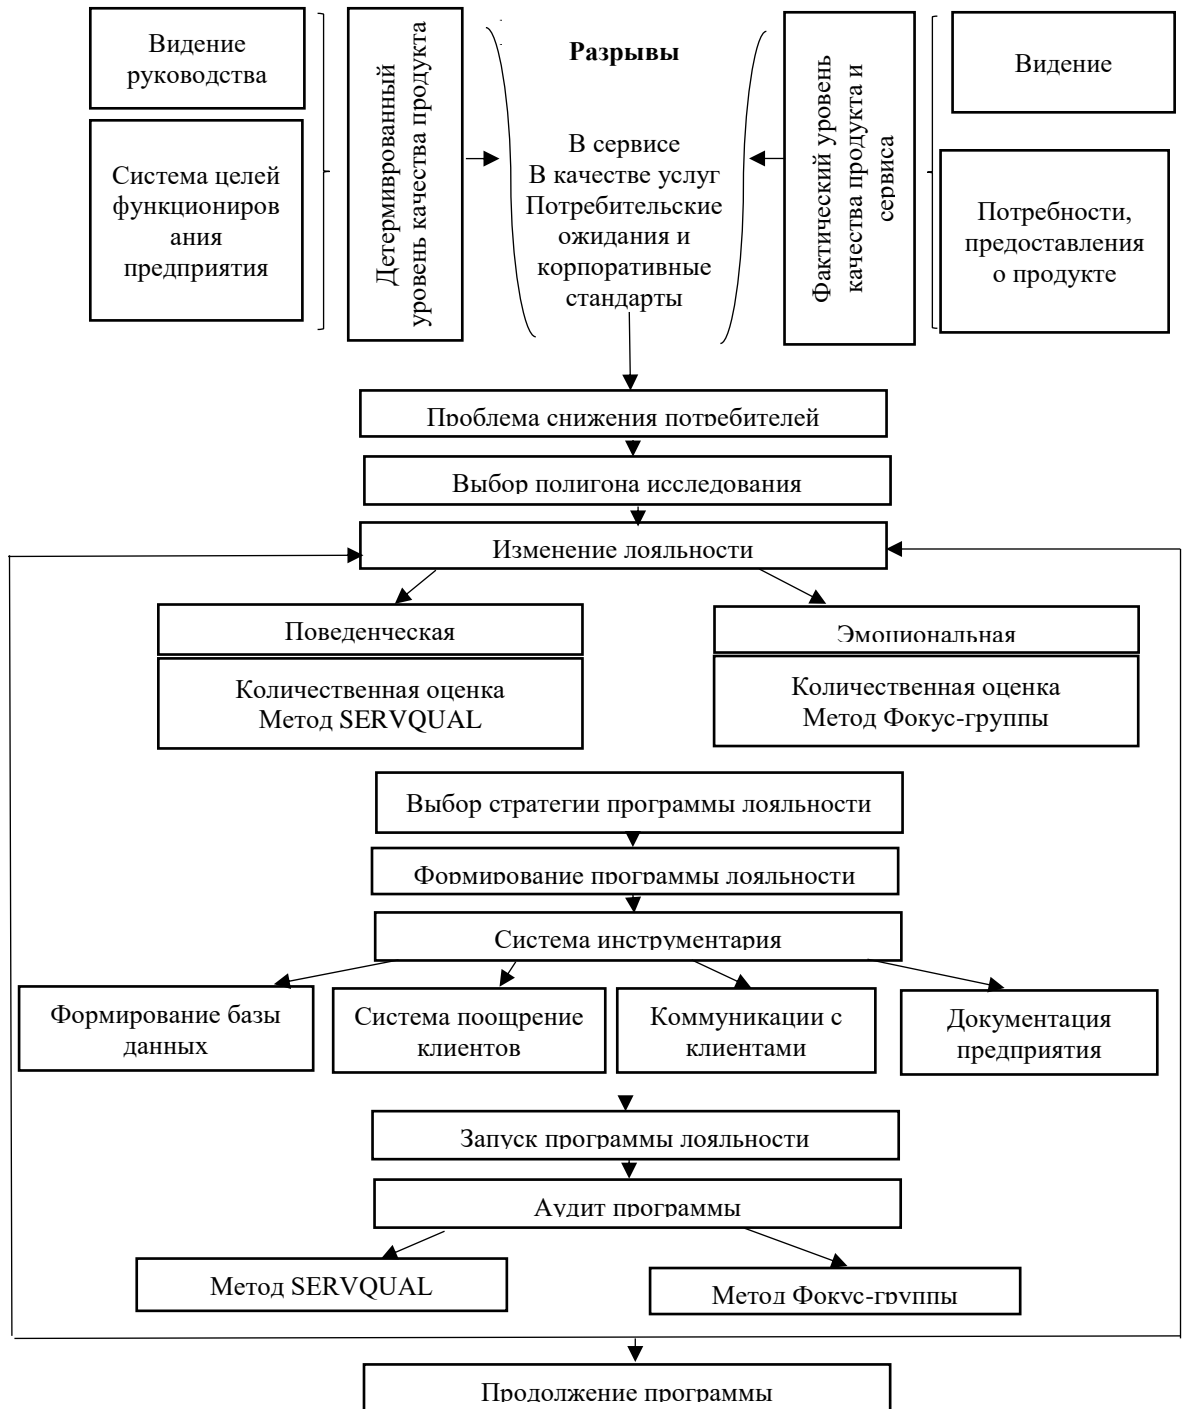 Видение
руководства
Система целей
функциониров
ания
предприятия
Детермиврованный
уровень качества продукта
Разрывы
В сервисе
В качестве услуг
Потребительские
ожидания и
корпоративные
стандарты
Фактический уровень
качества продукта и
сервиса
Видение
Потребности,
предоставления
о продукте
Проблема снижения потребителей
Выбор полигона исследования
Изменение лояльности
Поведенческая
Эмоциональная
Количественная оценка
Метод SERVQUAL
Количественная оценка
Метод Фокус-группы
Выбор стратегии программы лояльности
Формирование программы лояльности
Система инструментария
Формирование базы
данных
Система поощрение
клиентов
Коммуникации с
клиентами
Документация
предприятия
Запуск программы лояльности
Аудит программы
Метод SERVQUAL
Метод Фокус-группы
Продолжение программы